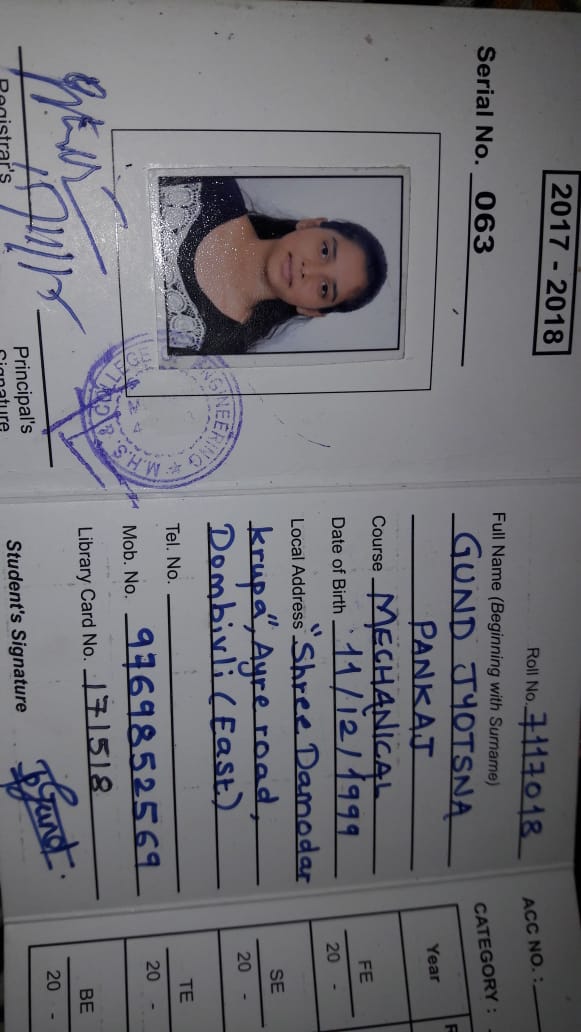 2017 - 2018
Serial No. 063
Registrar's
Principal's
Signature
ENGINEERING
M.H.S.
Roll No. 7117018
Full Name (Beginning with Surname)
GUND JYOTSNA
PANKAJ
Course MECHANICAL
Date of Birth 11/12/1999
Local Address "Shree Damodar
krupa", Ayre road,
Dombivli (East)
Tel. No.
Mob. No. 9769852569
Library Card No. 171518
Student's Signature
ACC NO. :
CATEGORY :
Year
FE
20 -
SE
20 -
TE
20 -
BE
20 -